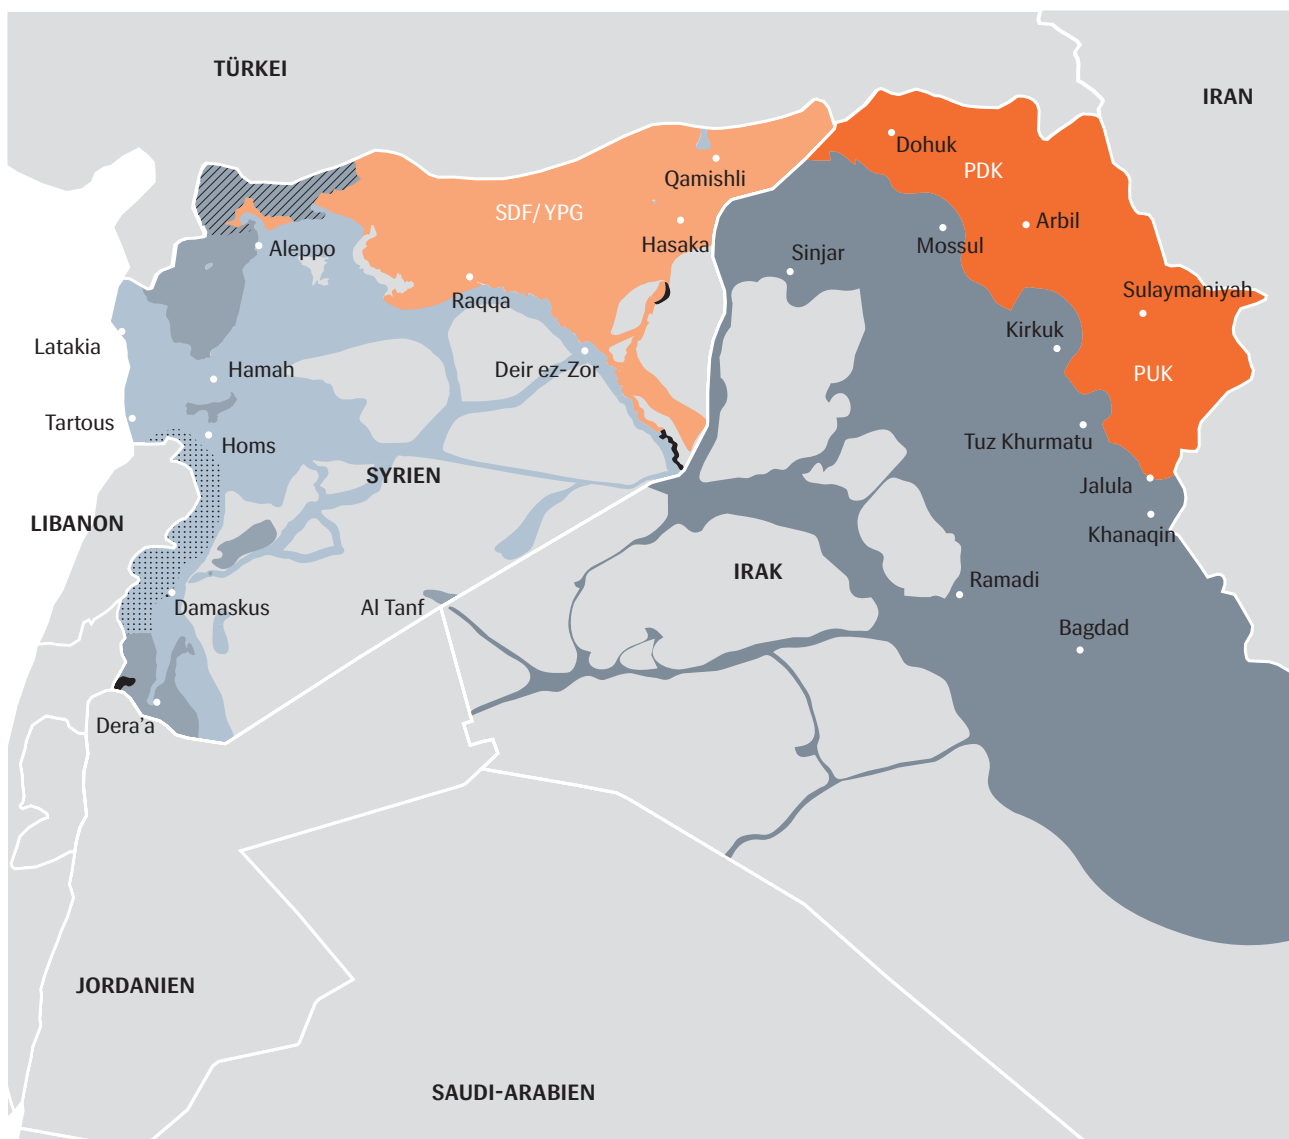 TÜRKEI
IRAN
Dohuk
PDK
Qamishli
SDF/ YPG
Arbil
Hasaka
Mossul
Aleppo
Sinjar
Sulaymaniyah
Raqqa
Kirkuk
Latakia
Hamah
Deir ez-Zor
PUK
Tartous
Homs
Tuz Khurmatu
SYRIEN
Jalula
LIBANON
Khanaqin
IRAK
Ramadi
Damaskus
Al Tanf
Bagdad
Dera’a
JORDANIEN
SAUDI-ARABIEN